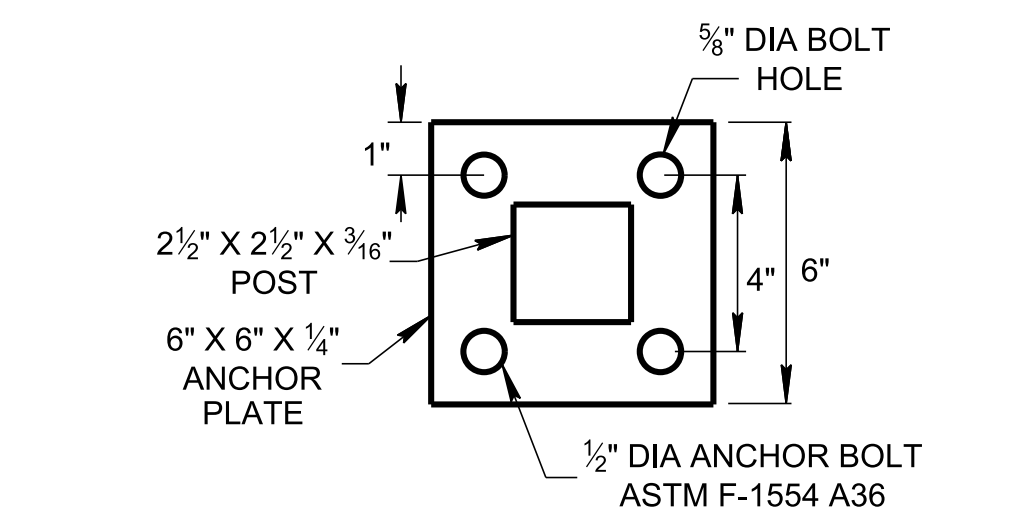 ⅝" DIA BOLT
HOLE
1"
2½" X 2½" X 3⁄16"
POST
4"
6"
6" X 6" X ¼"
ANCHOR
PLATE
½" DIA ANCHOR BOLT
ASTM F-1554 A36